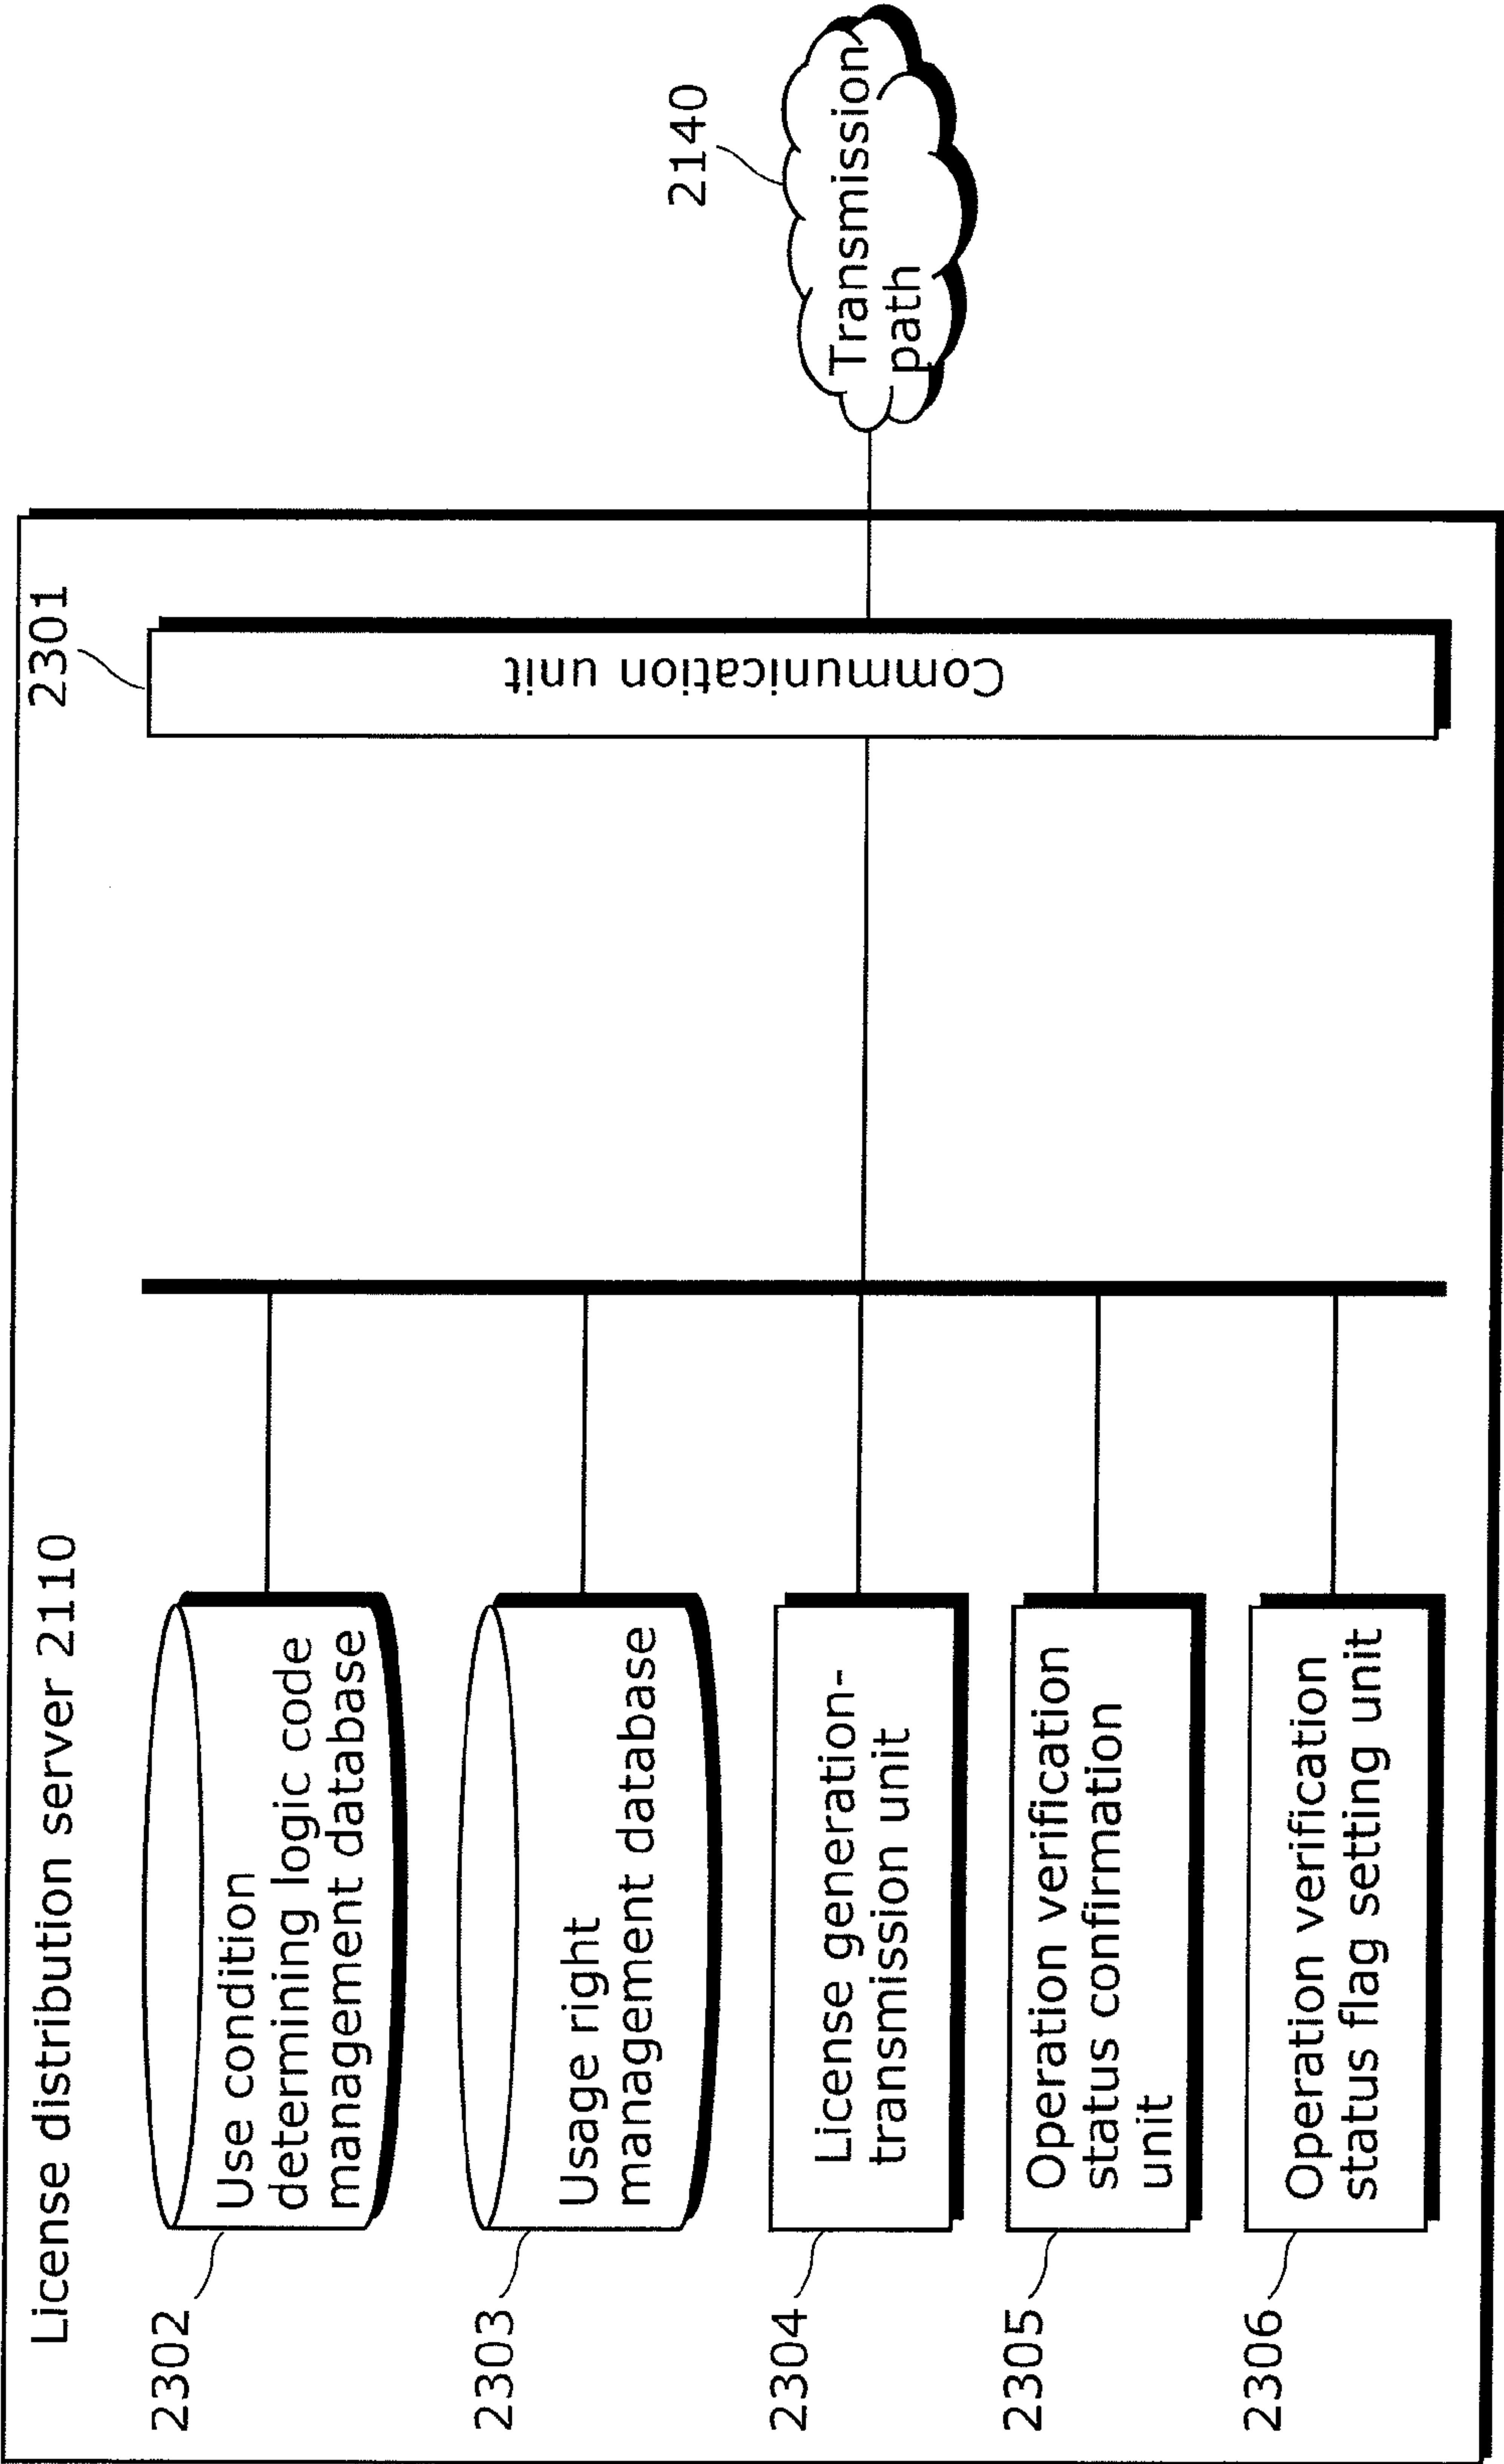 License distribution server 2110
2302
Use condition
determining logic code
management database
2303
Usage right
management database
2304
License generation-
transmission unit
2305
Operation verification
status confirmation
unit
2306
Operation verification
status flag setting unit
2301
Communication unit
2140
Transmission
path